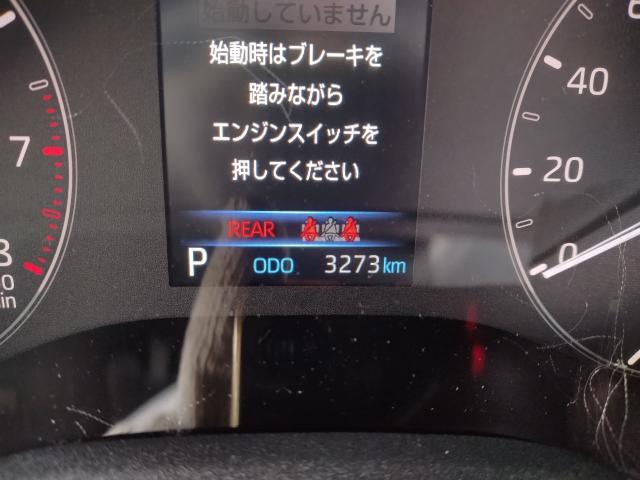 始動していません
始動時はブレーキを
踏みながら
エンジンスイッチを
押してください
REAR
P ODO 3273km
7
8
40
20
0